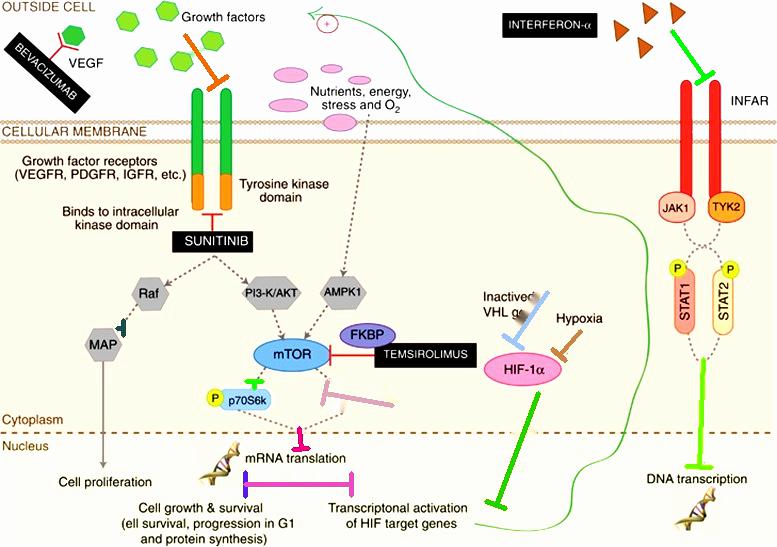 OUTSIDE CELL
Growth factors
INTERFERON-α
BEVACIZUMAB
VEGF
Nutrients, energy,
stress and O2
INFAR
CELLULAR MEMBRANE
Growth factor receptors
(VEGFR, PDGFR, IGFR, etc.)
Tyrosine kinase
domain
Binds to intracellular
kinase domain
SUNITINIB
JAK1
TYK2
P
P
STAT1
STAT2
Raf
PI3-K/AKT
AMPK1
Inactived
VHL
Hypoxia
MAP
FKBP
mTOR
TEMSIROLIMUS
HIF-1α
P
p70S6k
Cytoplasm
Nucleus
mRNA translation
Cell proliferation
DNA transcription
Cell growth & survival
(ell survival, progression in G1
and protein synthesis)
Transcriptonal activation
of HIF target genes